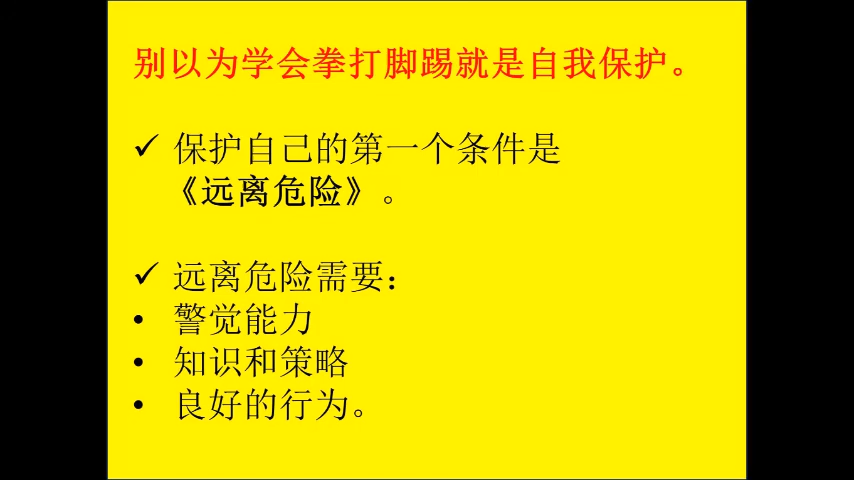 别以为学会拳打脚踢就是自我保护。
✓ 保护自己的第一个条件是
《远离危险》。
✓ 远离危险需要：
• 警觉能力
• 知识和策略
• 良好的行为。